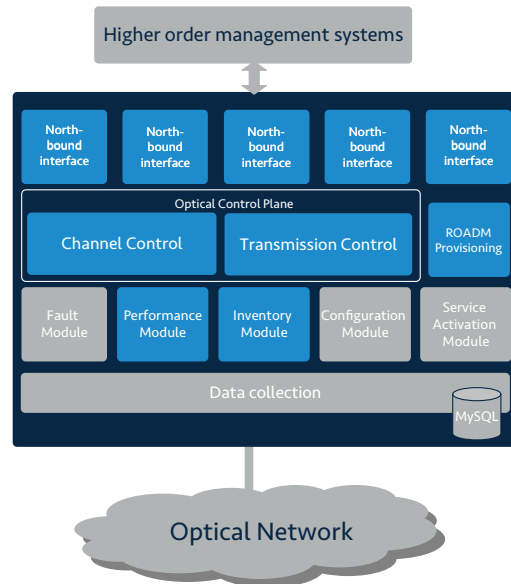 Higher order management systems
North-
bound
interface
North-
bound
interface
North-
bound
interface
North-
bound
interface
North-
bound
interface
Optical Control Plane
Channel Control
Transmission Control
ROADM
Provisioning
Fault
Module
Performance
Module
Inventory
Module
Configuration
Module
Service
Activation
Module
Data collection
MySQL
Optical Network